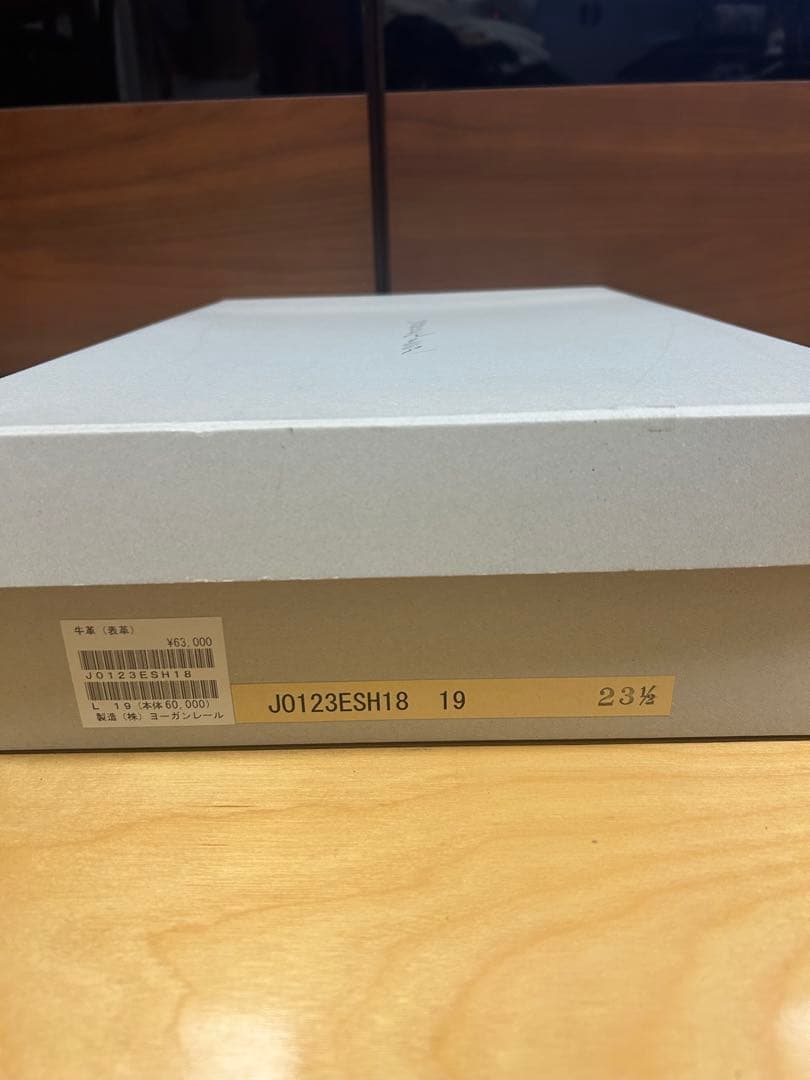 牛革（表革）
¥63,000
J0123ESH18
L 19 (本体60,000)
製造（株）ヨーガンレール
J0123ESH18 19 23½